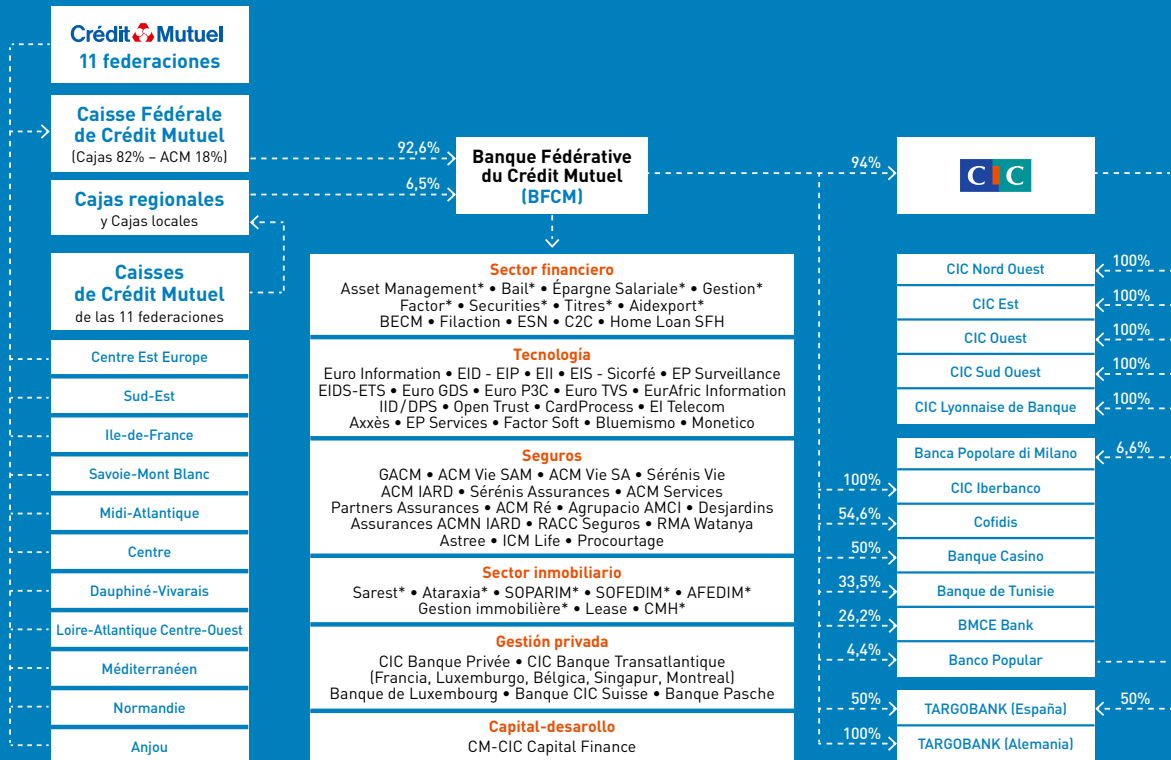 Crédit Mutuel
11 federaciones
Caisse Fédérale
de Crédit Mutuel
(Cajas 82% – ACM 18%)
Cajas regionales
y Cajas locales
Caisses
de Crédit Mutuel
de las 11 federaciones
Centre Est Europe
Sud-Est
Ile-de-France
Savoie-Mont Blanc
Midi-Atlantique
Centre
Dauphiné-Vivarais
Loire-Atlantique Centre-Ouest
Méditerranéen
Normandie
Anjou
92,6%
6,5%
Banque Fédérative
du Crédit Mutuel
(BFCM)
Sector financiero
Asset Management* • Bail* • Épargne Salariale* • Gestion*
Factor* • Securities* • Titres* • Aidexport*
BECM • Filaction • ESN • C2C • Home Loan SFH
Tecnología
Euro Information • EID - EIP • EII • EIS - Sicorfé • EP Surveillance
EIDS-ETS • Euro GDS • Euro P3C • Euro TVS • EurAfric Information
IID/DPS • Open Trust • CardProcess • EI Telecom
Axxès • EP Services • Factor Soft • Bluemismo • Monetico
Seguros
GACM • ACM Vie SAM • ACM Vie SA • Sérénis Vie
ACM IARD • Sérénis Assurances • ACM Services
Partners Assurances • ACM Ré • Agrupacio AMCI • Desjardins
Assurances ACMN IARD • RACC Seguros • RMA Watanya
Astree • ICM Life • Procourtage
Sector inmobiliario
Sarest* • Ataraxia* • SOPARIM* • SOFEDIM* • AFEDIM*
Gestion immobilière* • Lease • CMH*
Gestión privada
CIC Banque Privée • CIC Banque Transatlantique
(Francia, Luxemburgo, Bélgica, Singapur, Montreal)
Banque de Luxembourg • Banque CIC Suisse • Banque Pasche
Capital-desarollo
CM-CIC Capital Finance
94%
CIC
CIC Nord Ouest
100%
CIC Est
100%
CIC Ouest
100%
CIC Sud Ouest
100%
CIC Lyonnaise de Banque
100%
Banca Popolare di Milano
6,6%
100%
CIC Iberbanco
54,6%
Cofidis
50%
Banque Casino
33,5%
Banque de Tunisie
26,2%
BMCE Bank
4,4%
Banco Popular
50%
TARGOBANK (España)
50%
100%
TARGOBANK (Alemania)